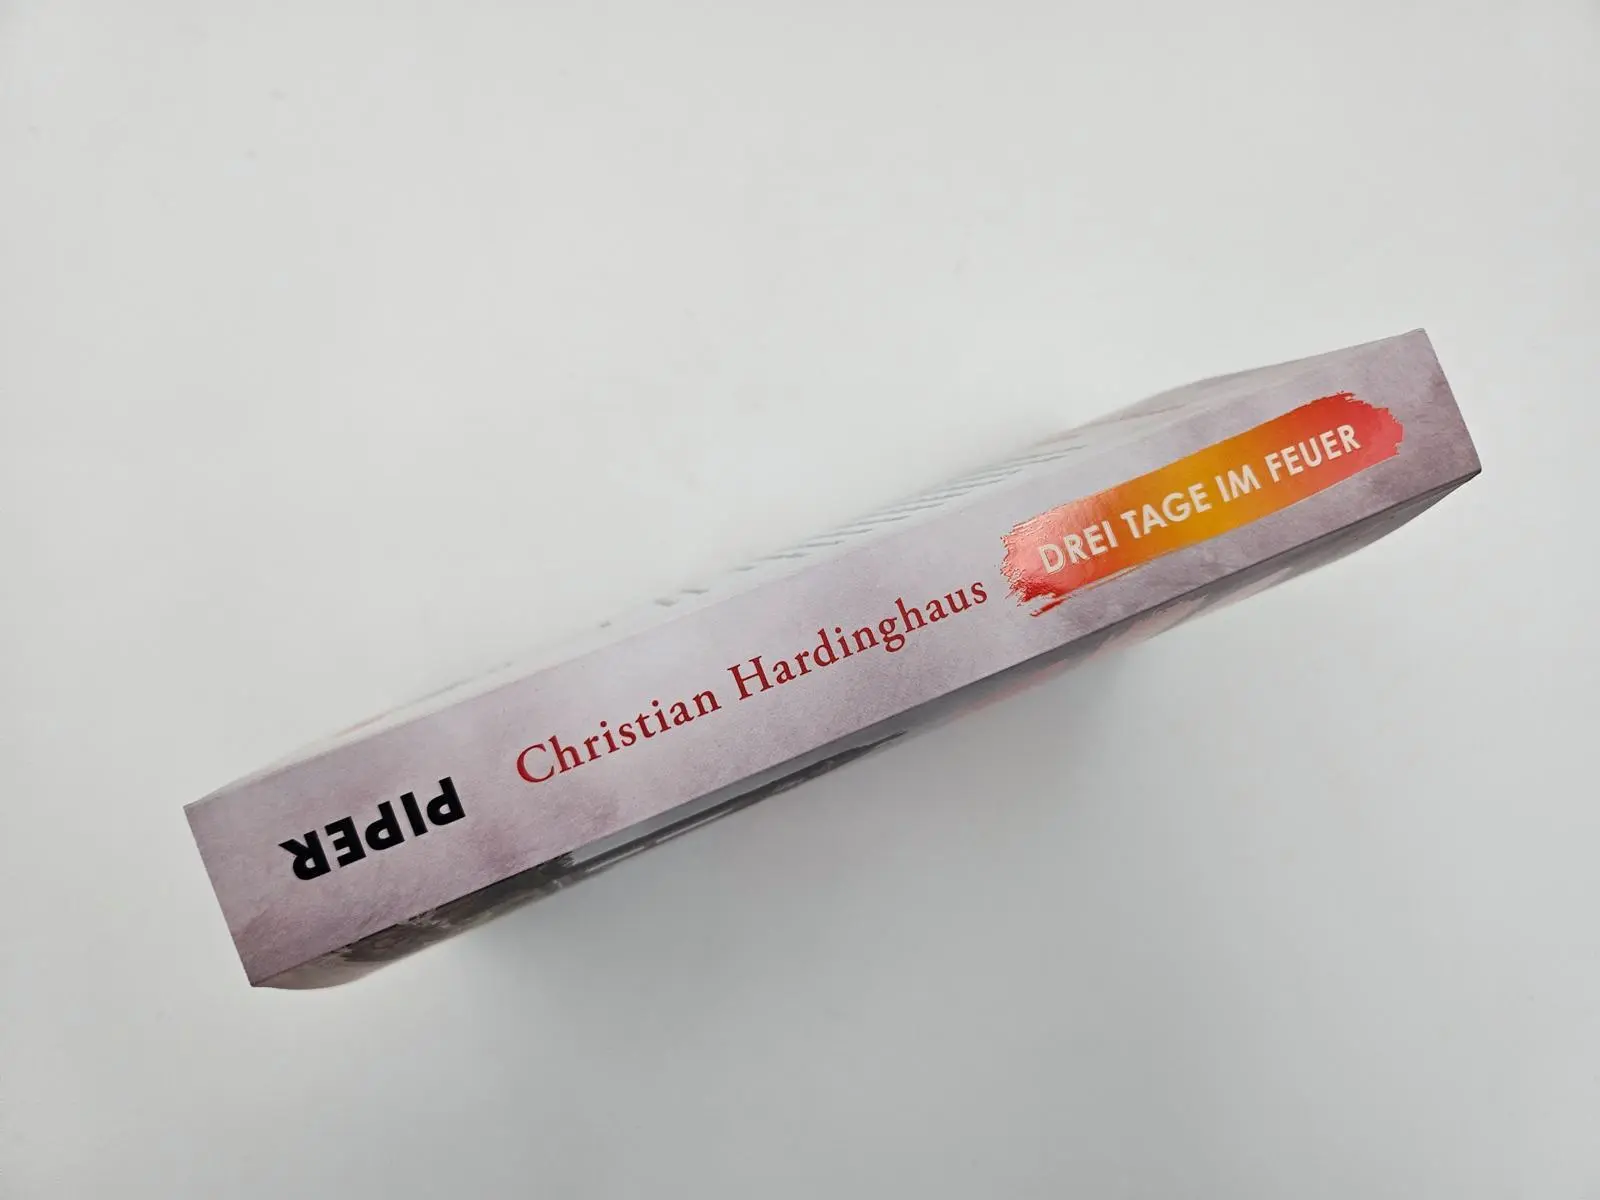 PIPER
Christian Hardinghaus
DREI TAGE IM FEUER